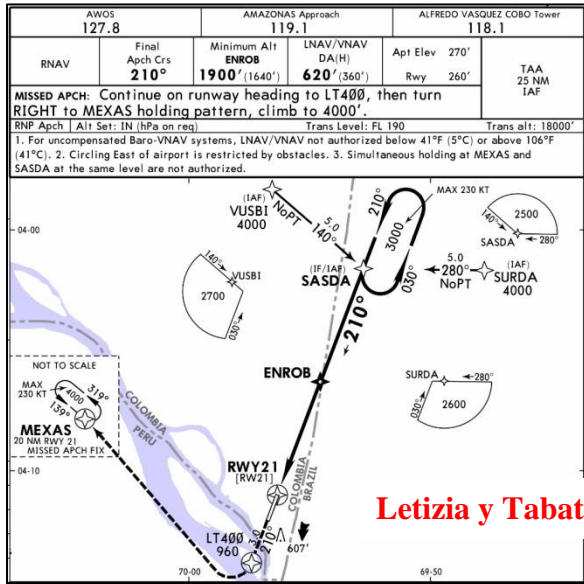 AWOS
127.8
AMAZONAS Approach
119.1
ALFREDO VASQUEZ COBO Tower
118.1
RNAV
Final
Apch Crs
210°
Minimum Alt
ENROB
1900' (1640')
LNAV/VNAV
DA(H)
620' (360')
Apt Elev 270'
Rwy 260'
TAA
25 NM
IAF
MISSED APCH: Continue on runway heading to LT400, then turn
RIGHT to MEXAS holding pattern, climb to 4000'.
RNP Apch Alt Set: IN (hPa on req) Trans Level: FL 190 Trans alt: 18000'
1. For uncompensated Baro-VNAV systems, LNAV/VNAV not authorized below 41°F (5°C) or above 106°F
(41°C). 2. Circling East of airport is restricted by obstacles. 3. Simultaneous holding at MEXAS and
SASDA at the same level are not authorized.
04-00
(IAF)
VUSBI
4000
NoPT
5.0
140°
210°
3000
030°
MAX 230 KT
2500
140°
SASDA
280°
(IF/IAF)
SASDA
5.0
280°
NoPT
(IAF)
SURDA
4000
140°
VUSBI
2700
030°
210°
ENROB
SURDA
280°
2600
030°
NOT TO SCALE
MAX
230 KT
4000
319°
139°
MEXAS
20 NM RWY 21
MISSED APCH FIX
COLOMBIA
PERU
04-10
RWY21
[RW21]
COLOMBIA
BRAZIL
Letizia y Tabat
LT400
960
3.0
210°
607'
70-00
69-50